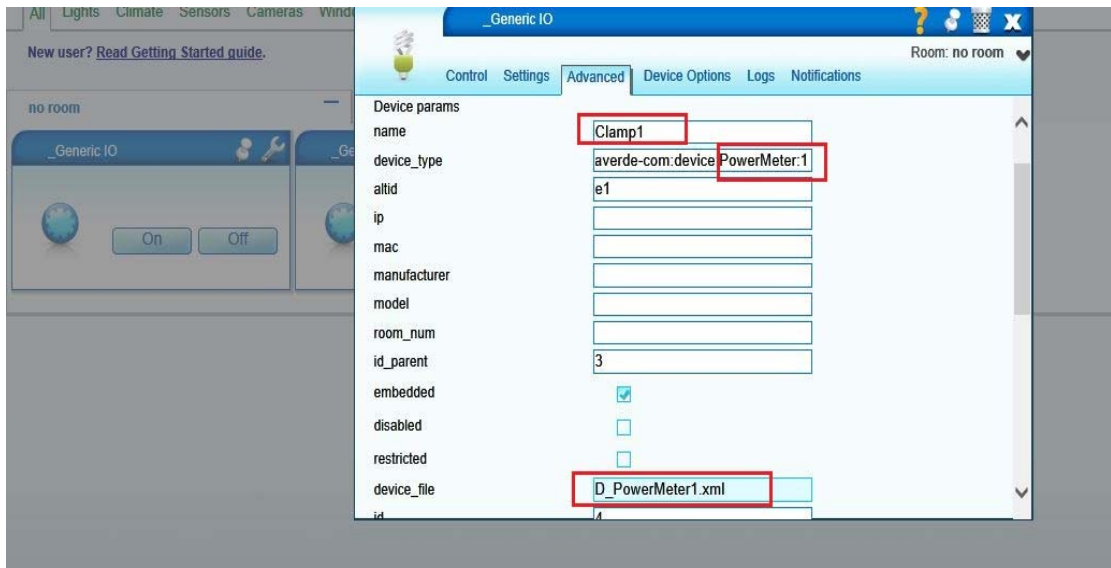 All Lights Climate Sensors Cameras
New user? Read Getting Started guide.
no room
_Generic IO
On Off
_Generic IO
?
X
Room: no room
Control Settings Advanced Device Options Logs Notifications
Device params
name Clamp1
device_type averde-com:device:PowerMeter:1
altid e1
ip
mac
manufacturer
model
room_num
id_parent 3
embedded
disabled
restricted
device_file D_PowerMeter1.xml
id 4